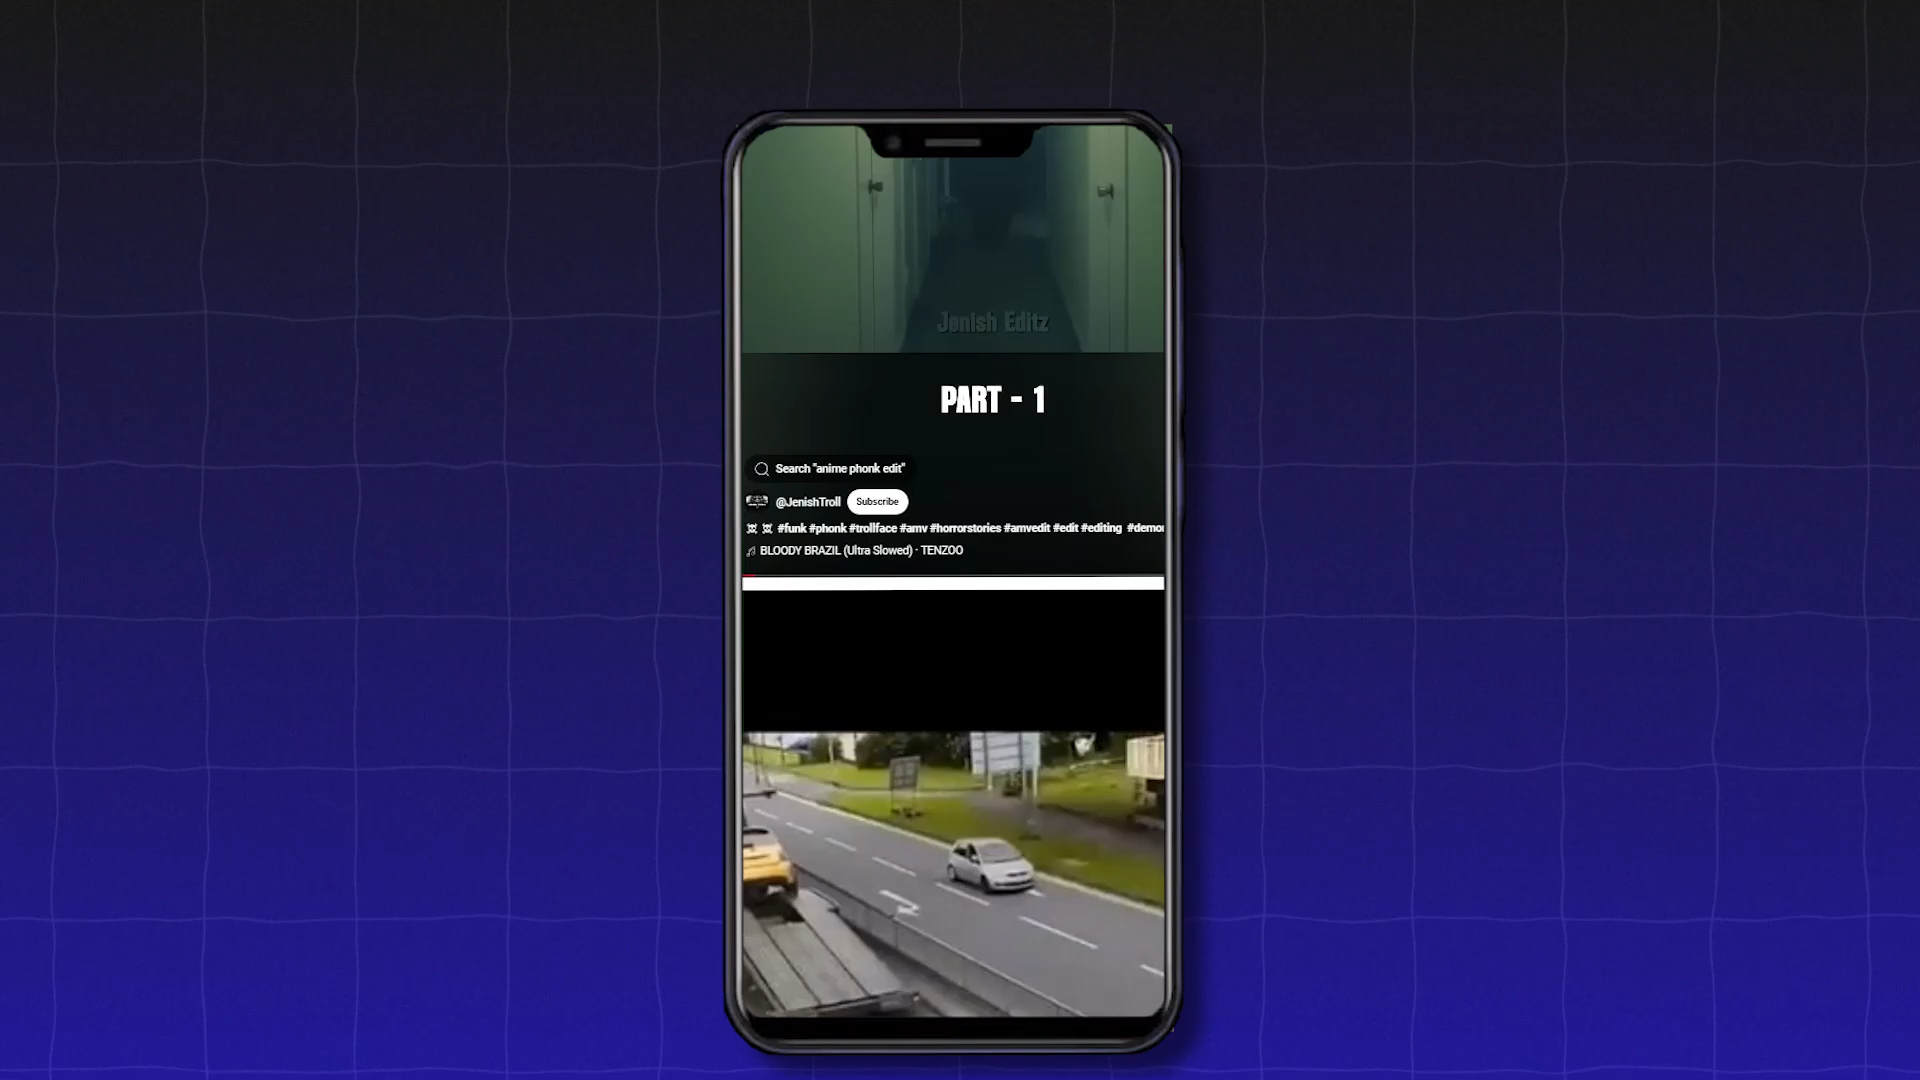 Jenish Editz
PART - 1
Search "anime phonk edit"
@JenishTroll Subscribe
☠️ ☠️ #funk #phonk #trollface #amv #horrorstories #amvedit #edit #editing #demo
BLOODY BRAZIL (Ultra Slowed) · TENZOO